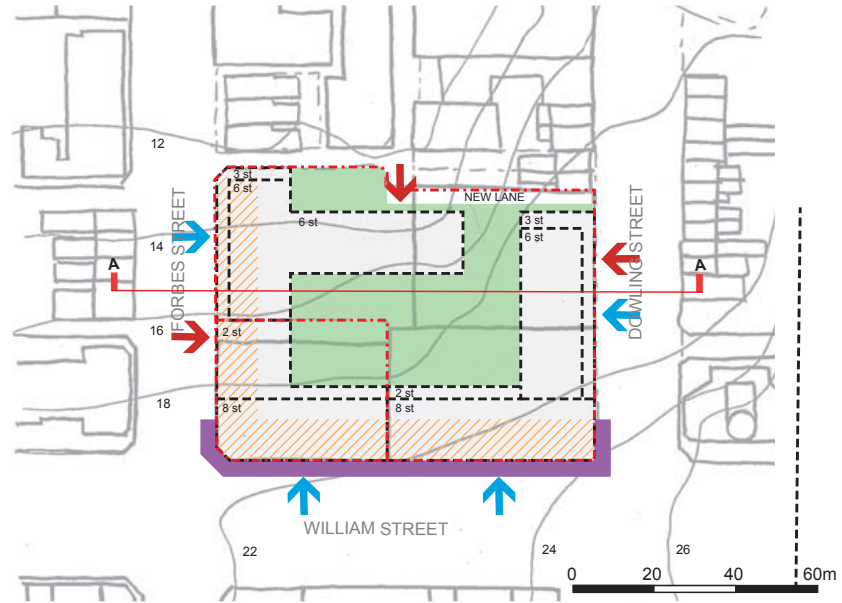 12
3 st
6 st
NEW LANE
FORBES STREET
6 st
3 st
6 st
14
A
A
DOWLING STREET
16
2 st
18
2 st
8 st
8 st
WILLIAM STREET
22
24
26
0 20 40 60m